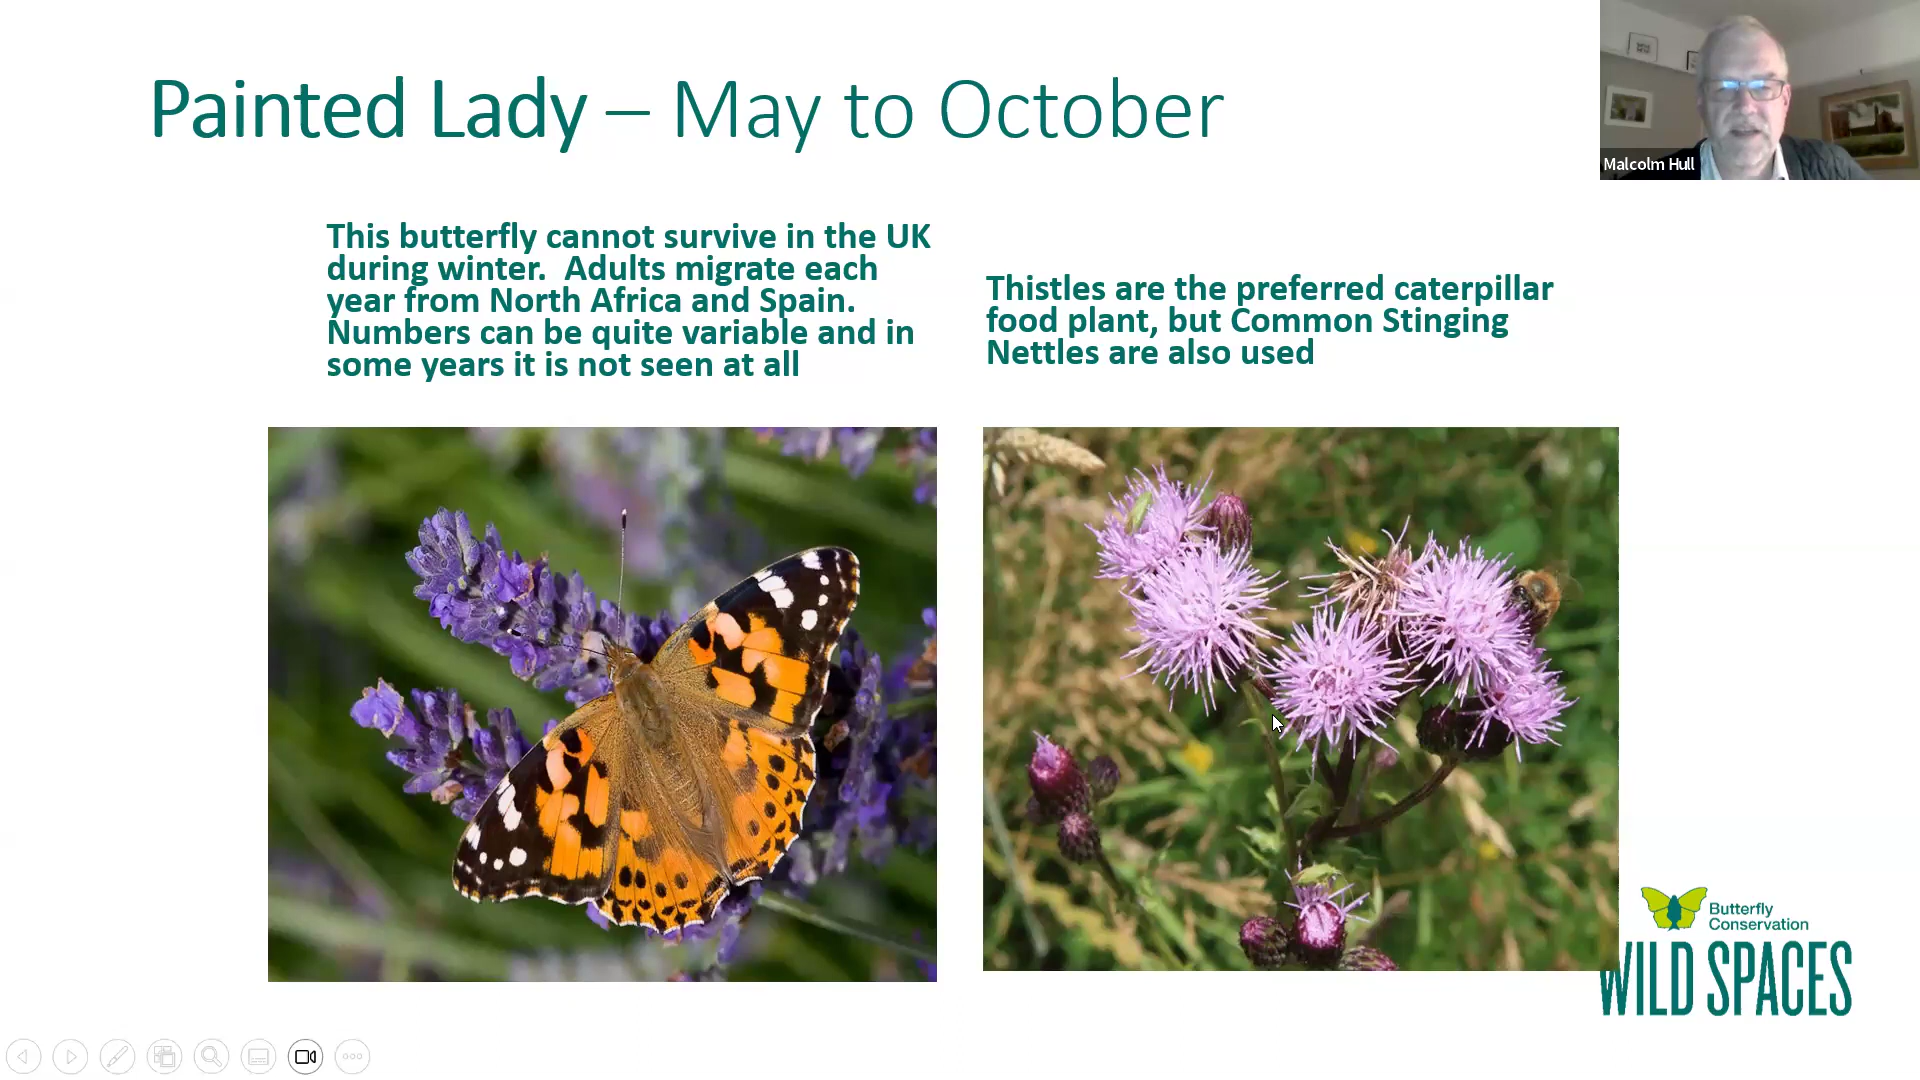 Painted Lady – May to October
Malcolm Hull
This butterfly cannot survive in the UK
during winter.  Adults migrate each
year from North Africa and Spain.
Numbers can be quite variable and in
some years it is not seen at all
Thistles are the preferred caterpillar
food plant, but Common Stinging
Nettles are also used
Butterfly
Conservation
WILD SPACES